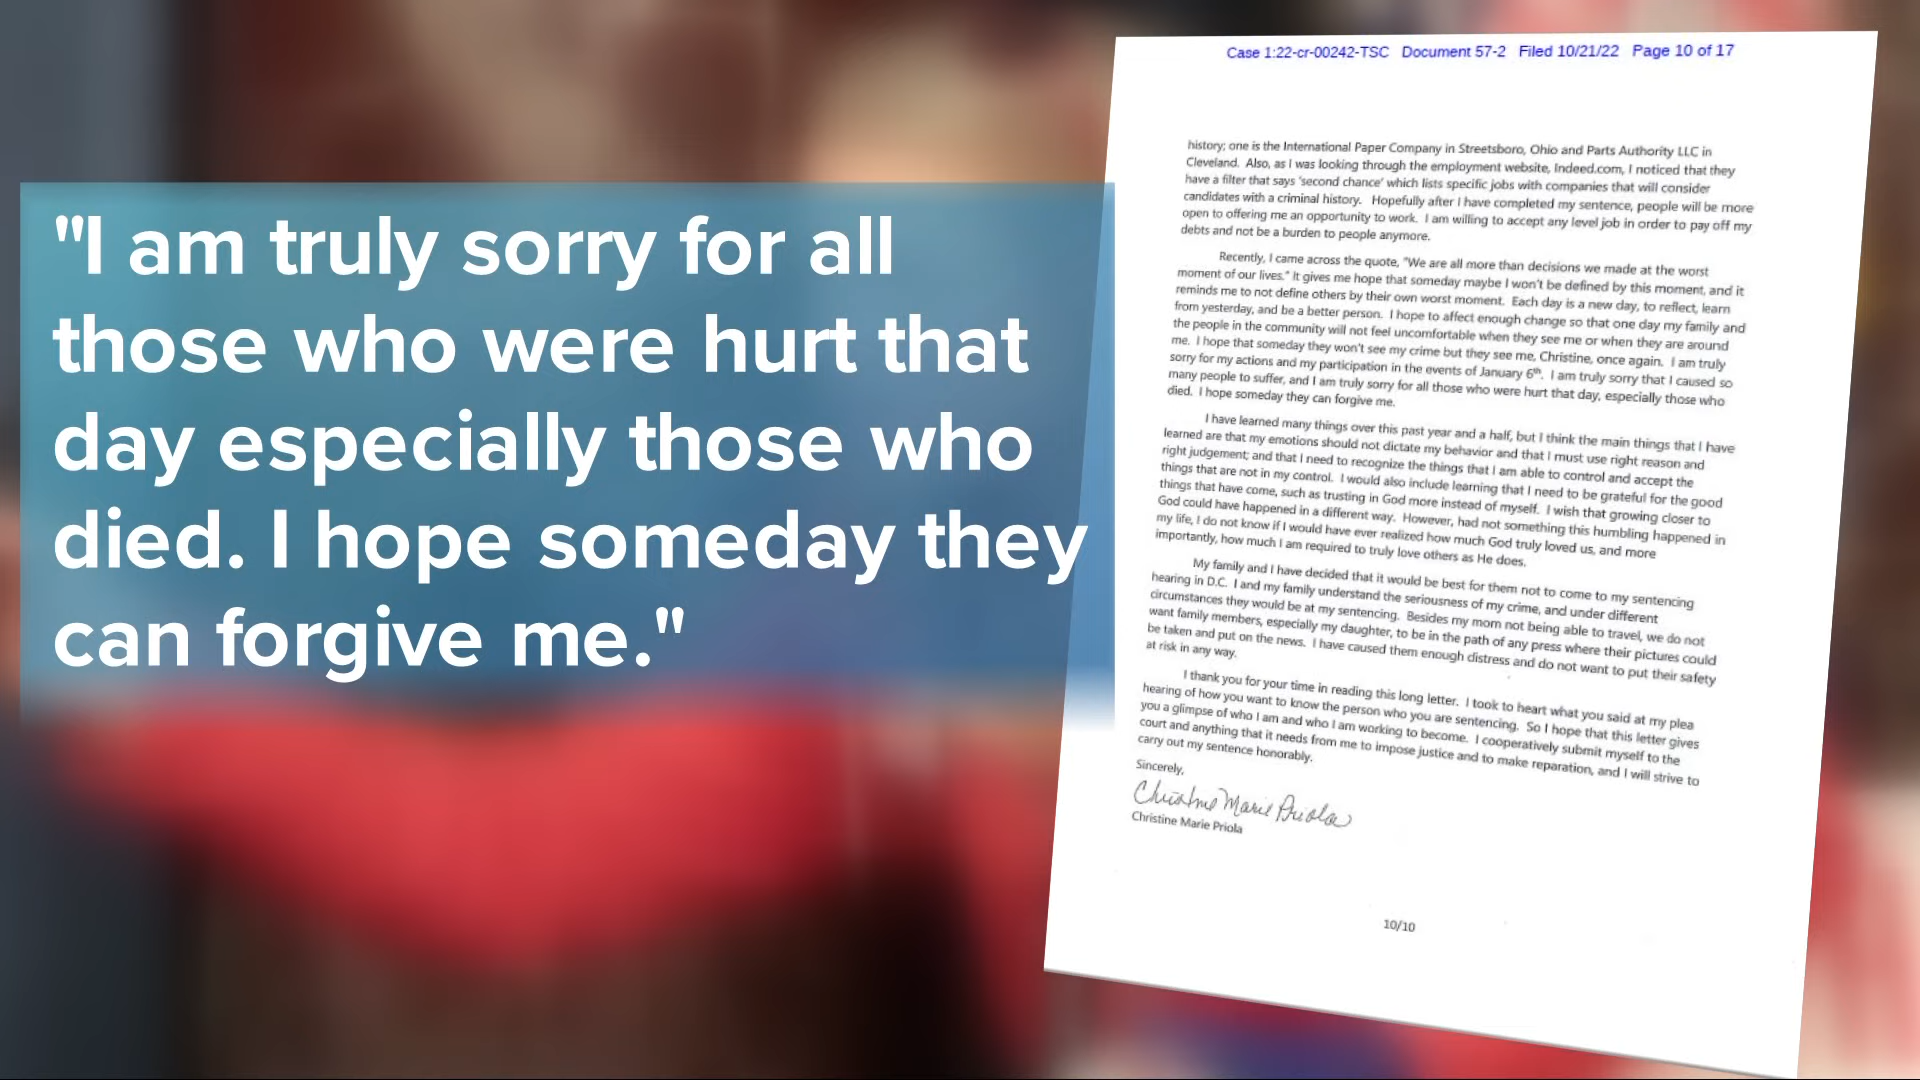 "I am truly sorry for all
those who were hurt that
day especially those who
died. I hope someday they
can forgive me."
Case 1:22-cr-00242-TSC Document 57-2 Filed 10/21/22 Page 10 of 17
history; one is the International Paper Company in Streetsboro, Ohio and Parts Authority LLC in
Cleveland. Also, as I was looking through the employment website, Indeed.com, I noticed that they
have a filter that says 'second chance' which lists specific jobs with companies that will consider
candidates with a criminal history. Hopefully after I have completed my sentence, people will be more
open to offering me an opportunity to work. I am willing to accept any level job in order to pay off my
debts and not be a burden to people anymore.
Recently, I came across the quote, "We are all more than decisions we made at the worst
moment of our lives." It gives me hope that someday maybe I won't be defined by this moment, and it
reminds me to not define others by their own worst moment. Each day is a new day, to reflect, learn
from yesterday, and be a better person. I hope to affect enough change so that one day my family and
the people in the community will not feel uncomfortable when they see me or when they are around
me. I hope that someday they won't see my crime but they see me, Christine, once again. I am truly
sorry for my actions and my participation in the events of January 6th. I am truly sorry that I caused so
many people to suffer, and I am truly sorry for all those who were hurt that day, especially those who
died. I hope someday they can forgive me.
I have learned many things over this past year and a half, but I think the main things that I have
learned are that my emotions should not dictate my behavior and that I must use right reason and
right judgement; and that I need to recognize the things that I am able to control and accept the
things that are not in my control. I would also include learning that I need to be grateful for the good
things that have come, such as trusting in God more instead of myself. I wish that growing closer to
God could have happened in a different way. However, had not something this humbling happened in
my life, I do not know if I would have ever realized how much God truly loved us, and more
importantly, how much I am required to truly love others as He does.
My family and I have decided that it would be best for them not to come to my sentencing
hearing in D.C. I and my family understand the seriousness of my crime, and under different
circumstances they would be at my sentencing. Besides my mom not being able to travel, we do not
want family members, especially my daughter, to be in the path of any press where their pictures could
be taken and put on the news. I have caused them enough distress and do not want to put their safety
at risk in any way.
I thank you for your time in reading this long letter. I took to heart what you said at my plea
hearing of how you want to know the person who you are sentencing. So I hope that this letter gives
you a glimpse of who I am and who I am working to become. I cooperatively submit myself to the
court and anything that it needs from me to impose justice and to make reparation, and I will strive to
carry out my sentence honorably.
Sincerely,
Christine Marie Priola
Christine Marie Priola
10/10